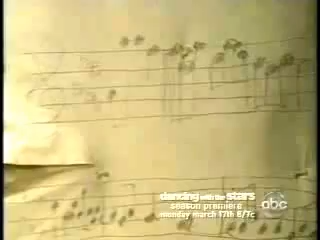 dancing with the stars
season premiere
monday march 17th 8/7c
abc